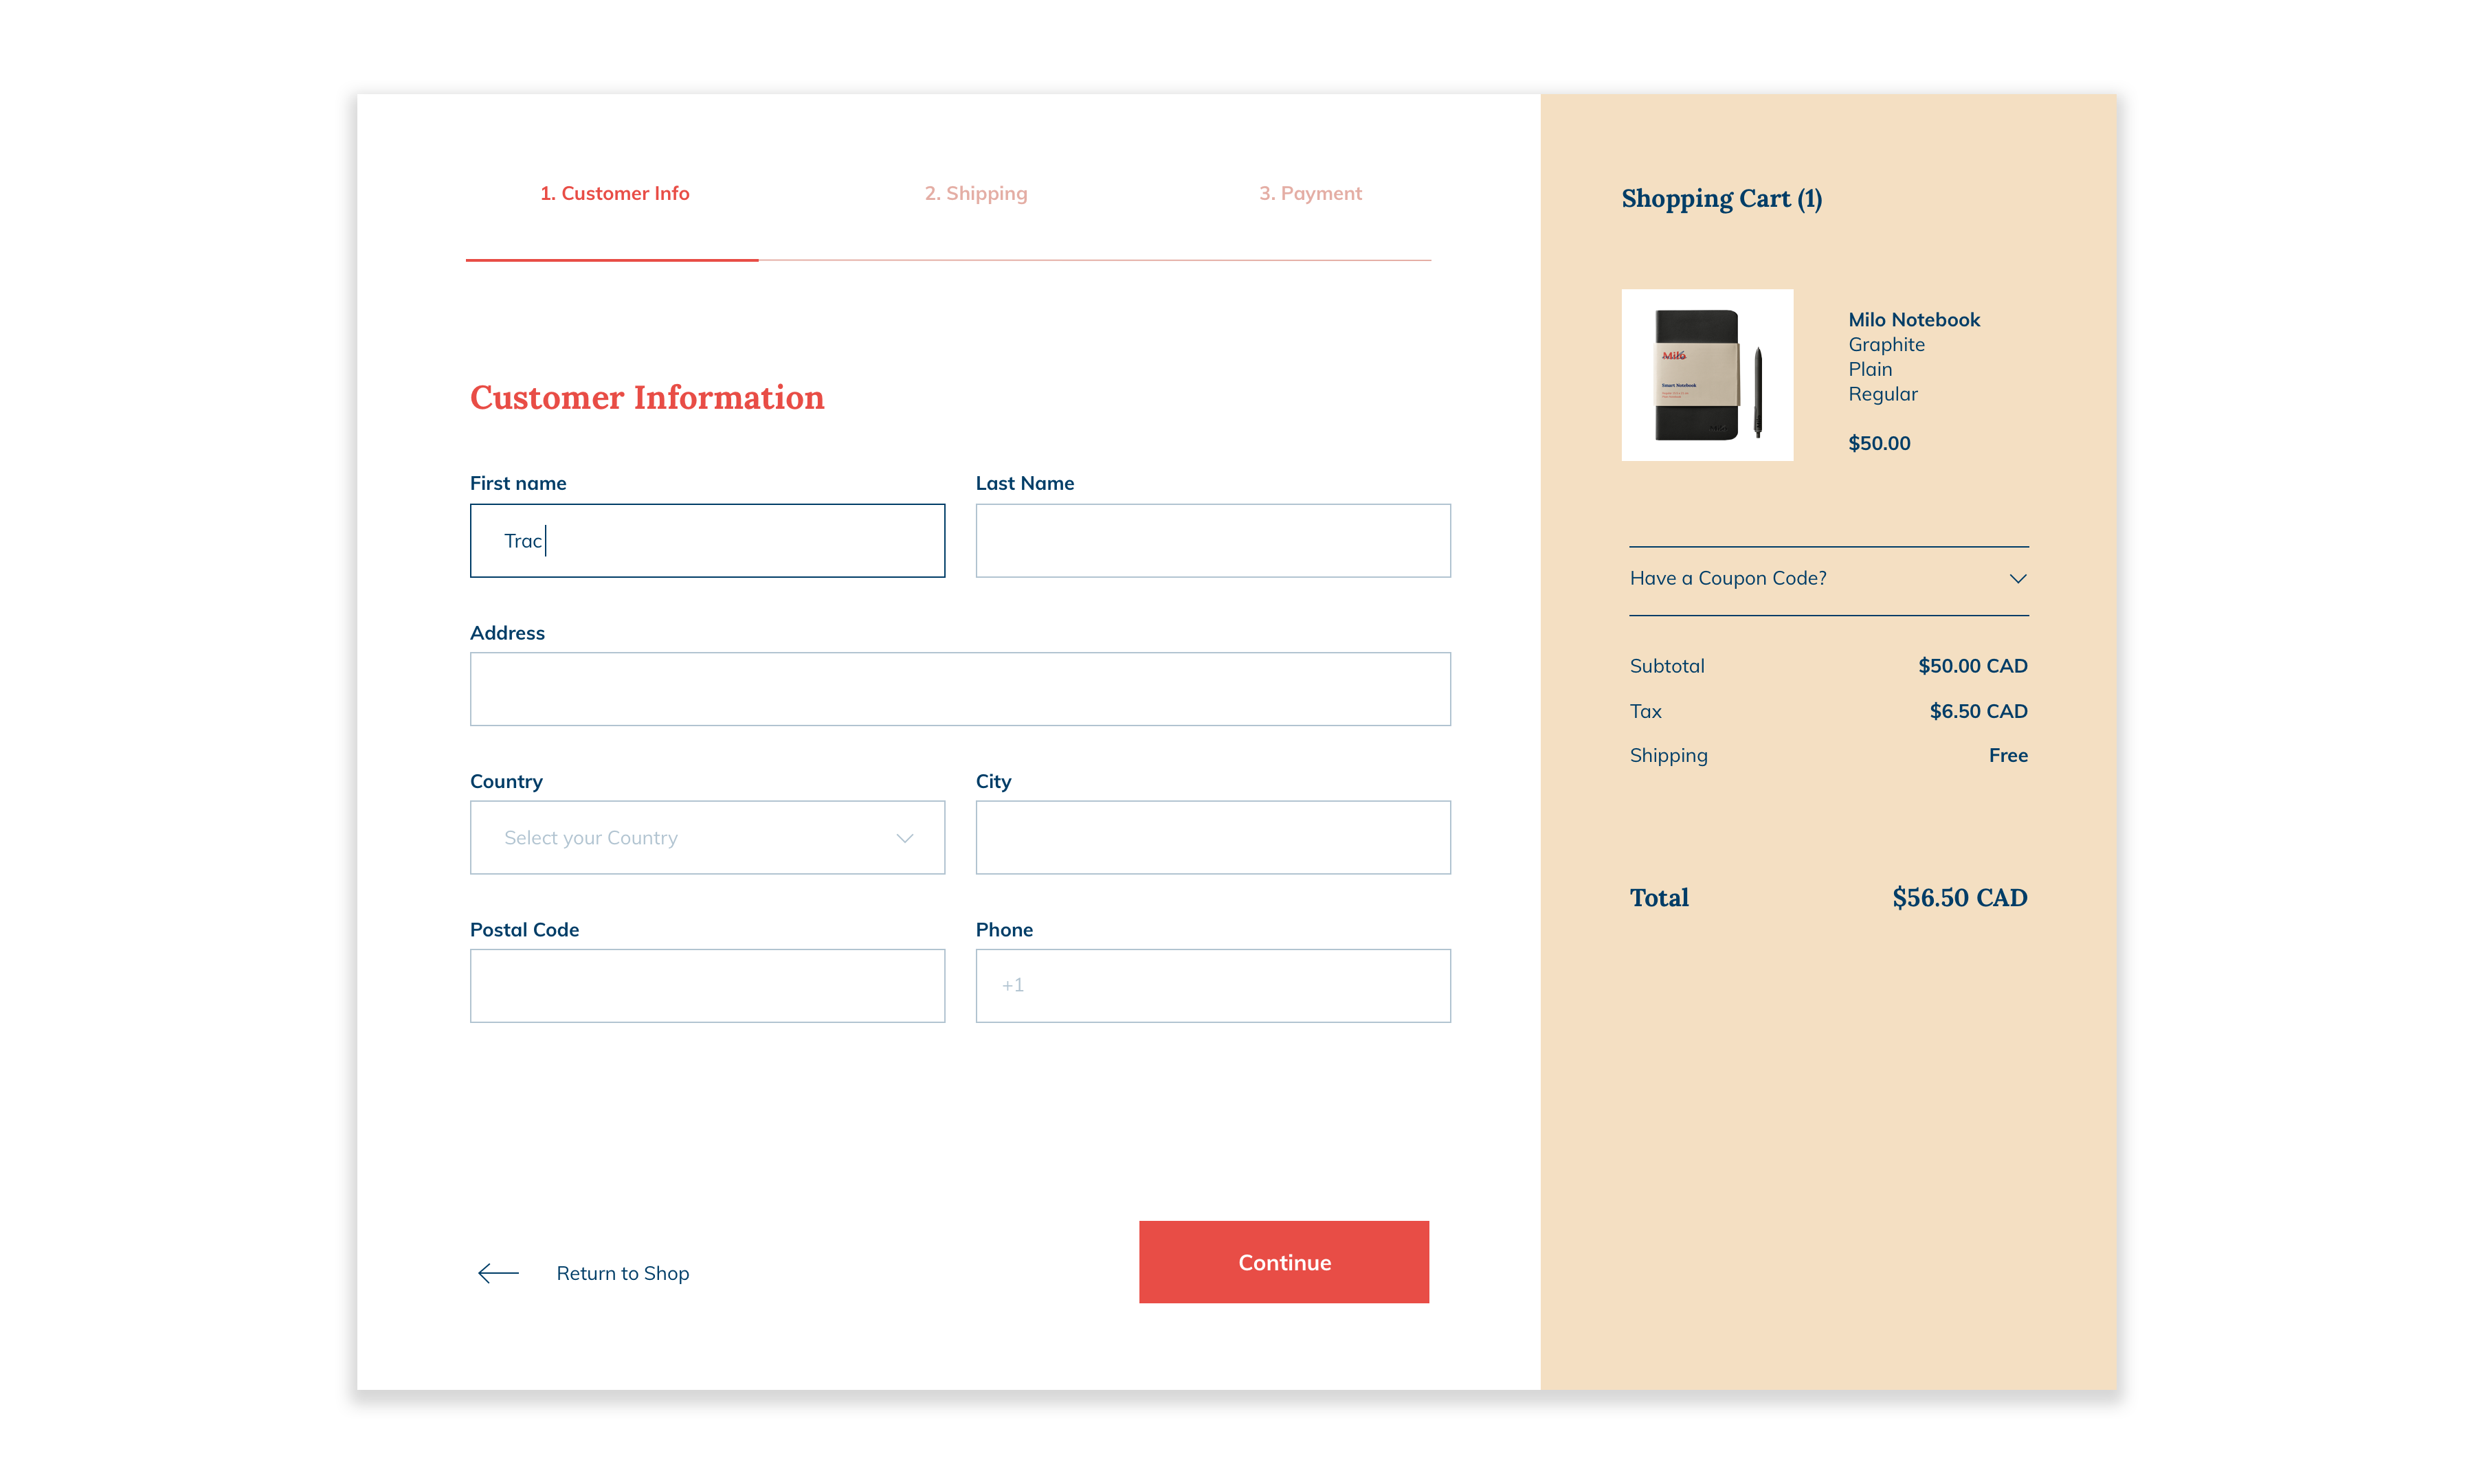 1. Customer Info
2. Shipping
3. Payment
Customer Information
First name
Last Name
Trac
Address
Country
City
Select your Country
Postal Code
Phone
+1
Return to Shop
Continue
Shopping Cart (1)
Milo
Smart Notebook
Milo Notebook
Graphite
Plain
Regular
$50.00
Have a Coupon Code?
Subtotal
$50.00 CAD
Tax
$6.50 CAD
Shipping
Free
Total
$56.50 CAD